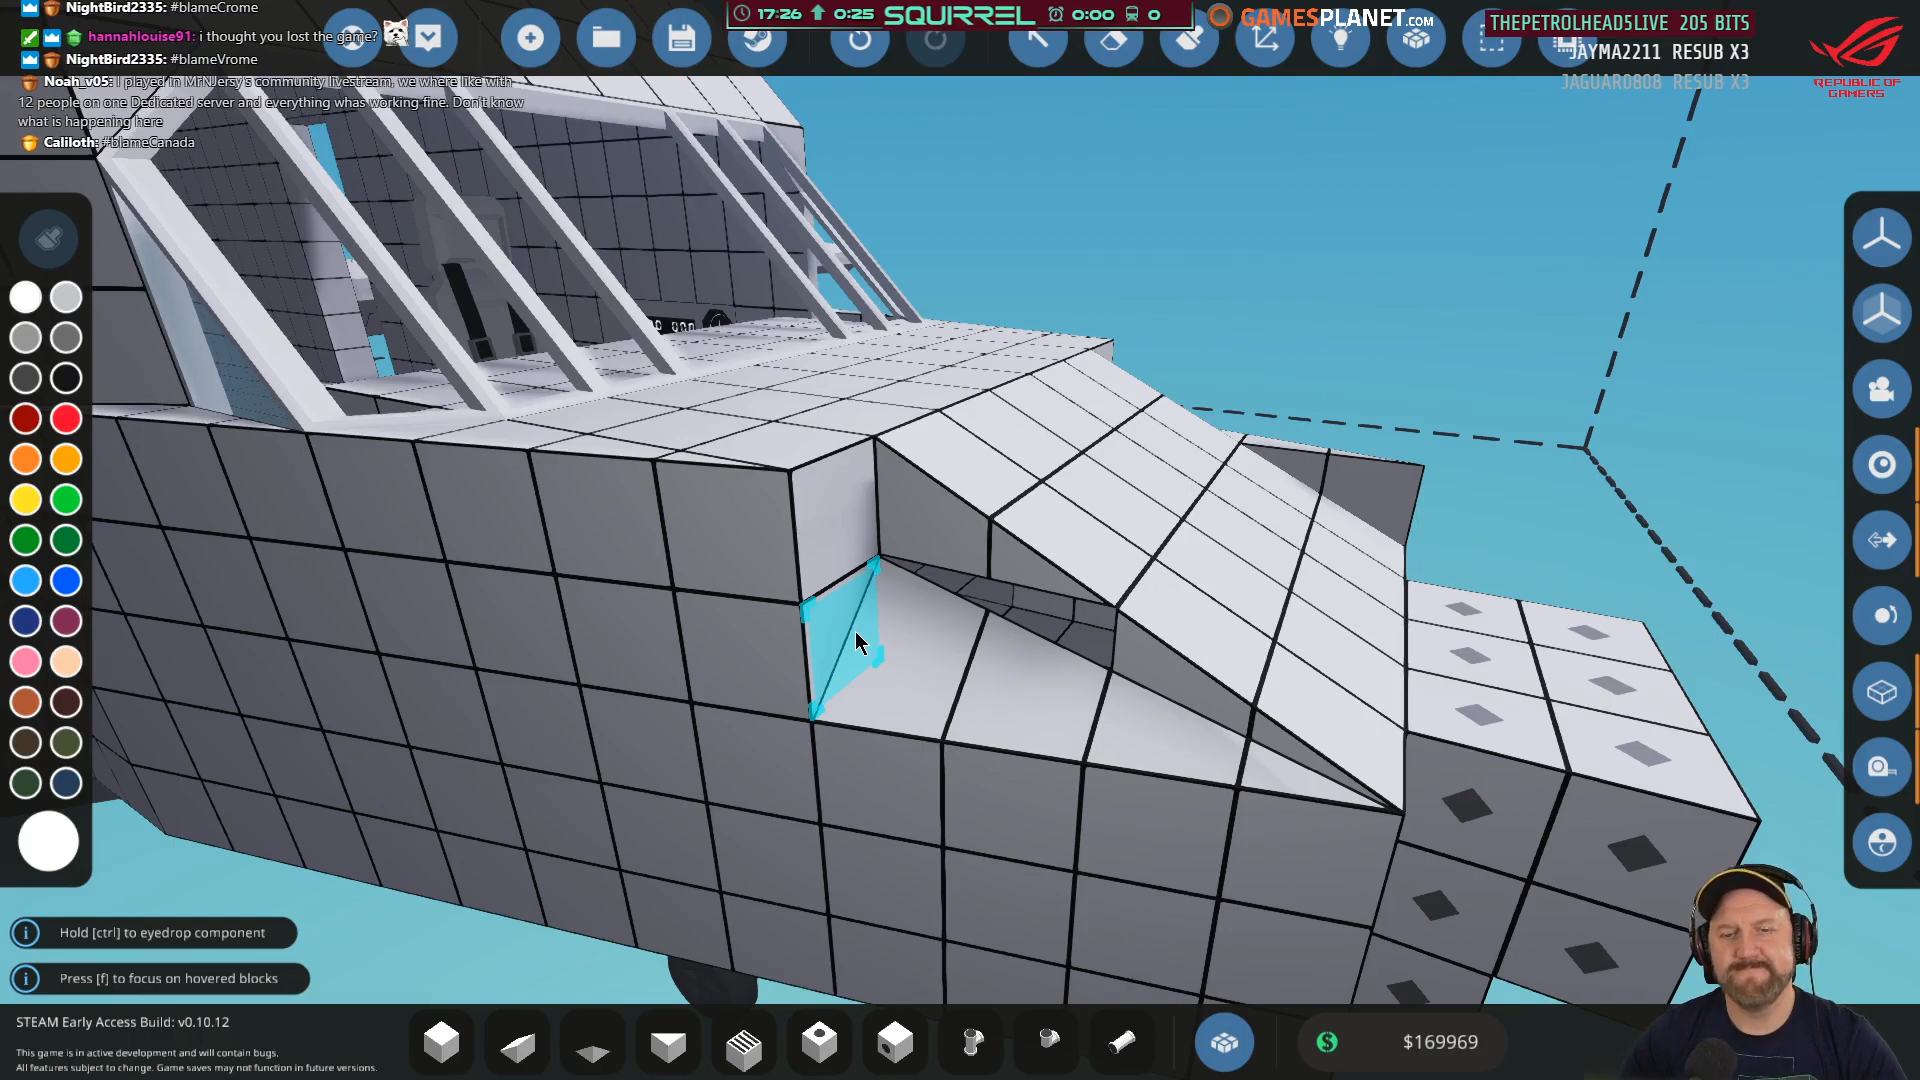 NightBird2335: #blameCrome
hannahlouise91: i thought you lost the game?
NightBird2335: #blameVrome
Noah_v05: I played in MrNJersy's community livestream, we where like with
12 people on one Dedicated server and everything whas working fine. Don't know
what is happening here
Caliloth: #blameCanada
17:26 0:25 SQUIRREL 0:00 0
GAMESPLANET.COM
THEPETROLHEAD5LIVE 205 BITS
JAYMA2211 RESUB X3
JAGUAR0808 RESUB X3
REPUBLIC OF
GAMERS
Hold [ctrl] to eyedrop component
Press [f] to focus on hovered blocks
STEAM Early Access Build: v0.10.12
This game is in active development and will contain bugs.
All features subject to change. Game saves may not function in future versions.
$169969